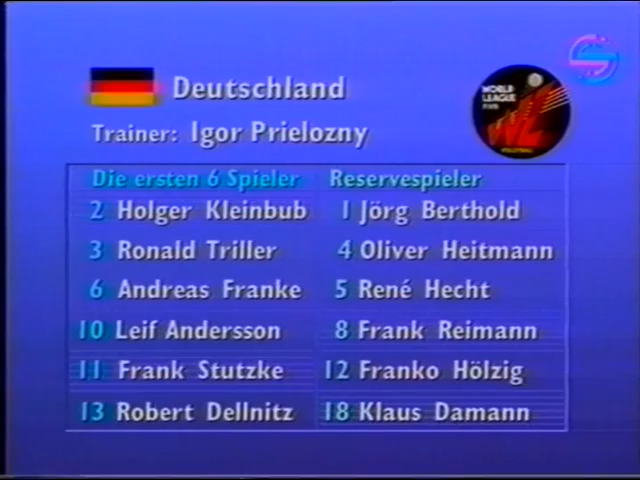 Deutschland
WORLD
LEAGUE
FIVB
Trainer: Igor Prielozny
Die ersten 6 Spieler Reservespieler
2 Holger Kleinbub 1 Jörg Berthold
3 Ronald Triller 4 Oliver Heitmann
6 Andreas Franke 5 René Hecht
10 Leif Andersson 8 Frank Reimann
11 Frank Stutzke 12 Franko Hölzig
13 Robert Dellnitz 18 Klaus Damann